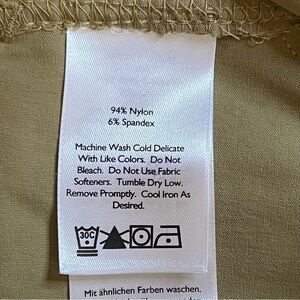 94% Nylon
6% Spandex
Machine Wash Cold Delicate
With Like Colors. Do Not
Bleach. Do Not Use Fabric
Softeners. Tumble Dry Low.
Remove Promptly. Cool Iron As
Desired.
30C
Mit ähnlichen Farben waschen.